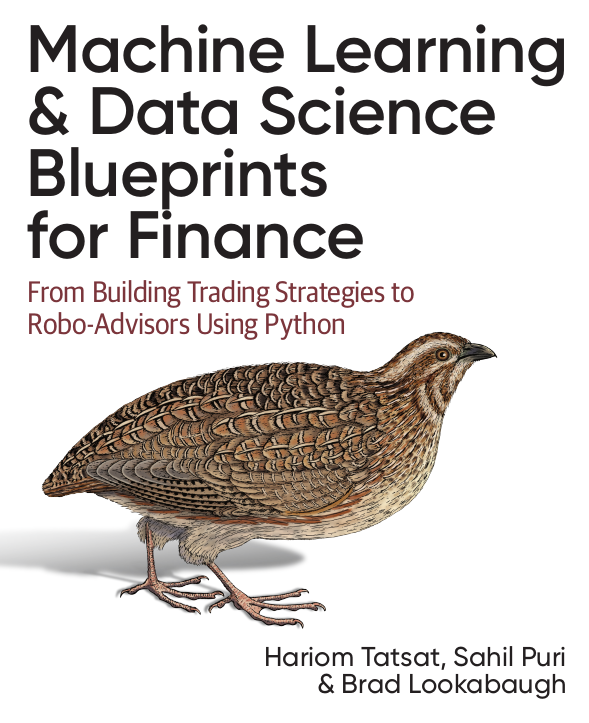 Machine Learning
& Data Science
Blueprints
for Finance
From Building Trading Strategies to
Robo-Advisors Using Python
Hariom Tatsat, Sahil Puri
& Brad Lookabaugh